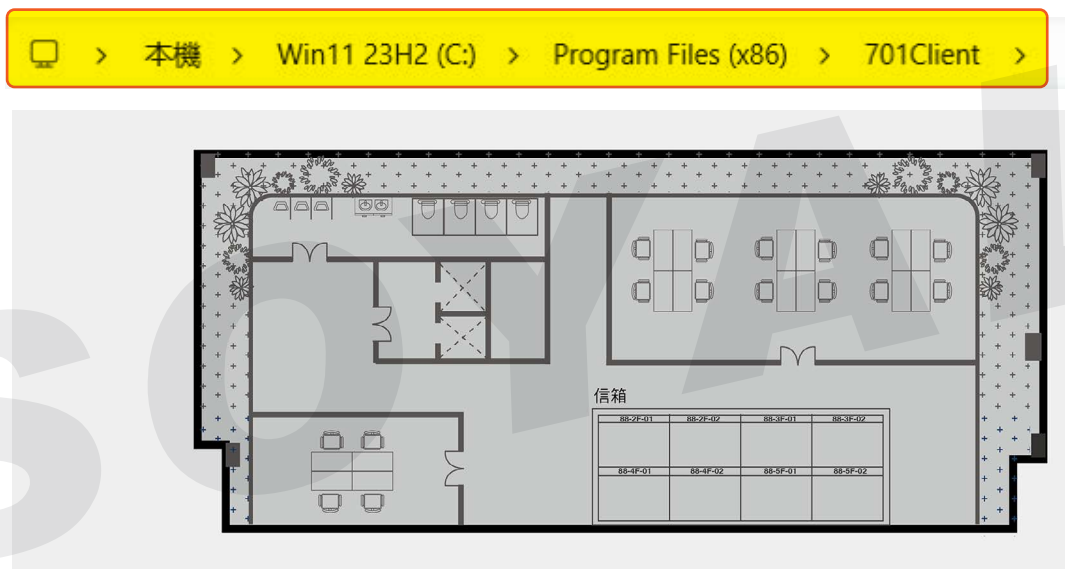 > 本機 > Win11 23H2 (C:) > Program Files (x86) > 701Client >
SOYAL
信箱
88-2F-01 88-2F-02 88-3F-01 88-3F-02
88-4F-01 88-4F-02 88-5F-01 88-5F-02